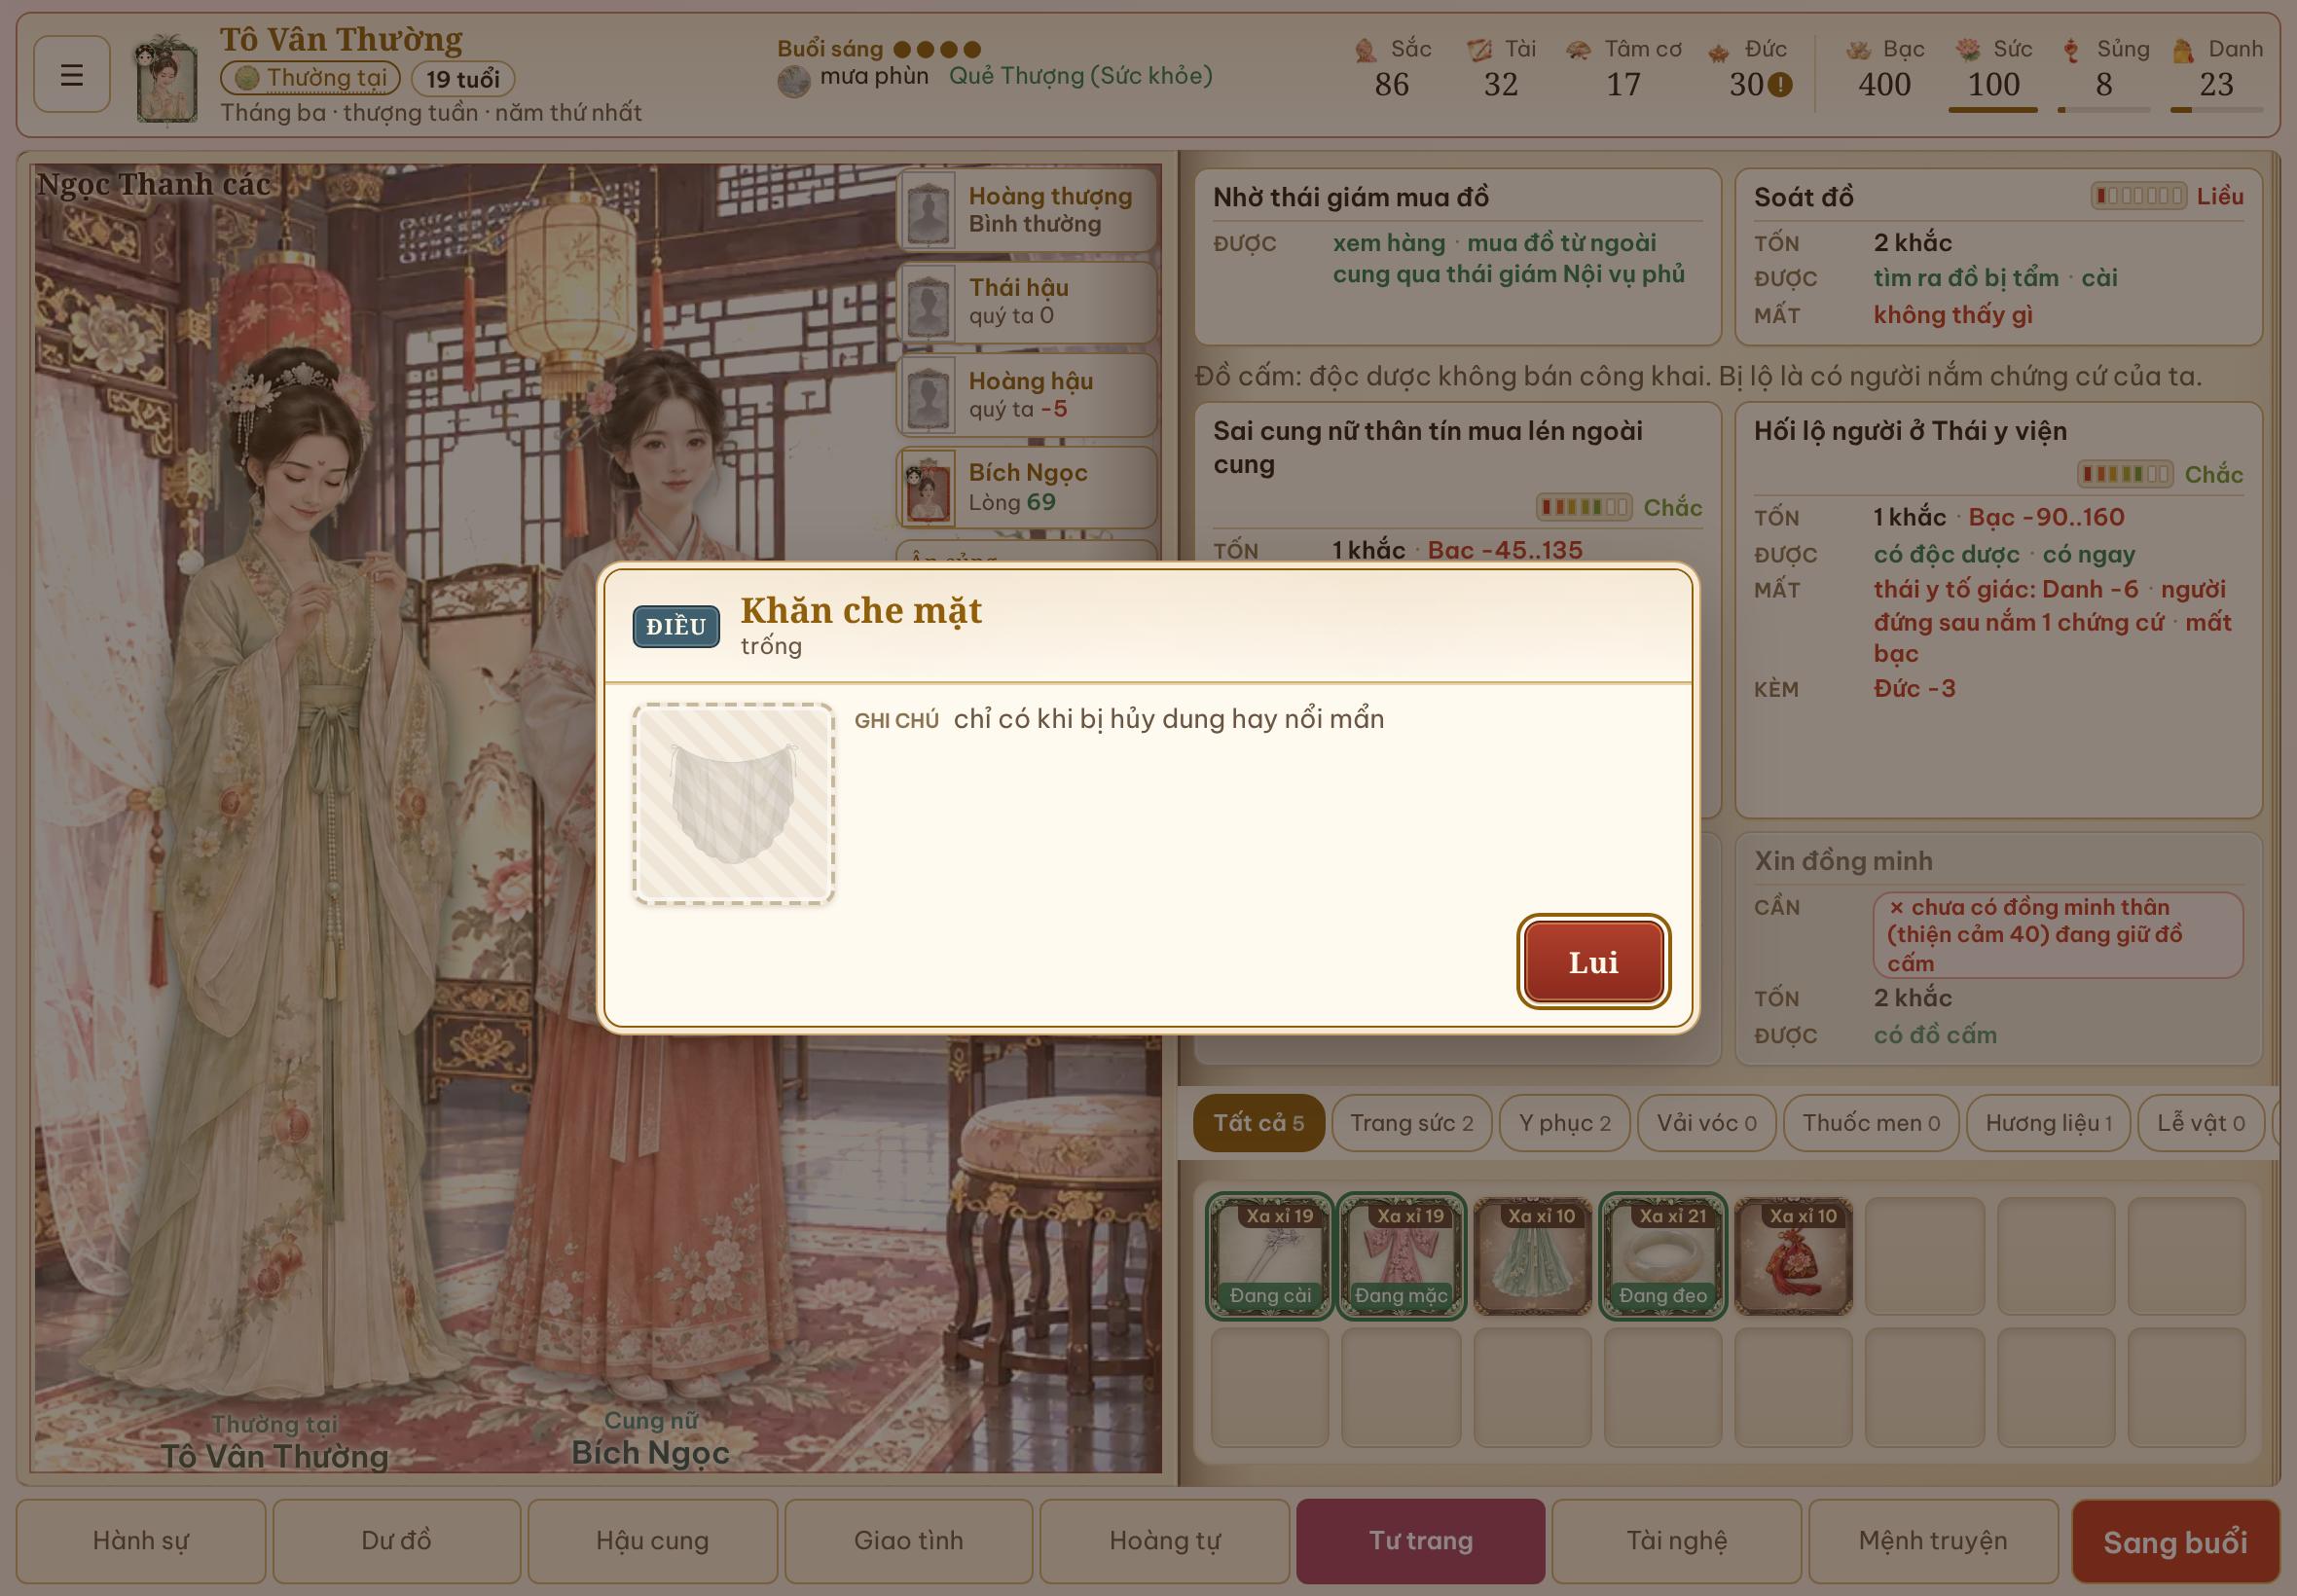 Tô Vân Thường
Thường tại
19 tuổi
Tháng ba · thượng tuần · năm thứ nhất
Buổi sáng
mưa phùn Quẻ Thượng (Sức khỏe)
Sắc
86
Tài
32
Tâm cơ
17
Đức
30 !
Bạc
400
Sức
100
Sủng
8
Danh
23
Ngọc Thanh các
Hoàng thượng
Bình thường
Thái hậu
quý ta 0
Hoàng hậu
quý ta -5
Bích Ngọc
Lòng 69
Ân sủng
Thường tại
Tô Vân Thường
Cung nữ
Bích Ngọc
Nhờ thái giám mua đồ
ĐƯỢC xem hàng · mua đồ từ ngoài
cung qua thái giám Nội vụ phủ
Soát đồ Liều
TỐN 2 khắc
ĐƯỢC tìm ra đồ bị tẩm · cài
MẤT không thấy gì
Đồ cấm: độc dược không bán công khai. Bị lộ là có người nắm chứng cứ của ta.
Sai cung nữ thân tín mua lén ngoài
cung
Chắc
TỐN 1 khắc · Bạc -45..135
Hối lộ người ở Thái y viện
Chắc
TỐN 1 khắc · Bạc -90..160
ĐƯỢC có độc dược · có ngay
MẤT thái y tố giác: Danh -6 · người
đứng sau nắm 1 chứng cứ · mất
bạc
KÈM Đức -3
ĐIỀU
Khăn che mặt
trống
GHI CHÚ chỉ có khi bị hủy dung hay nổi mẩn
Lui
Xin đồng minh
CẦN × chưa có đồng minh thân
(thiện cảm 40) đang giữ đồ
cấm
TỐN 2 khắc
ĐƯỢC có đồ cấm
Tất cả 5
Trang sức 2
Y phục 2
Vải vóc 0
Thuốc men 0
Hương liệu 1
Lễ vật 0
Xa xỉ 19
Đang cài
Xa xỉ 19
Đang mặc
Xa xỉ 10
Xa xỉ 21
Đang đeo
Xa xỉ 10
Hành sự
Dư đồ
Hậu cung
Giao tình
Hoàng tự
Tư trang
Tài nghệ
Mệnh truyện
Sang buổi